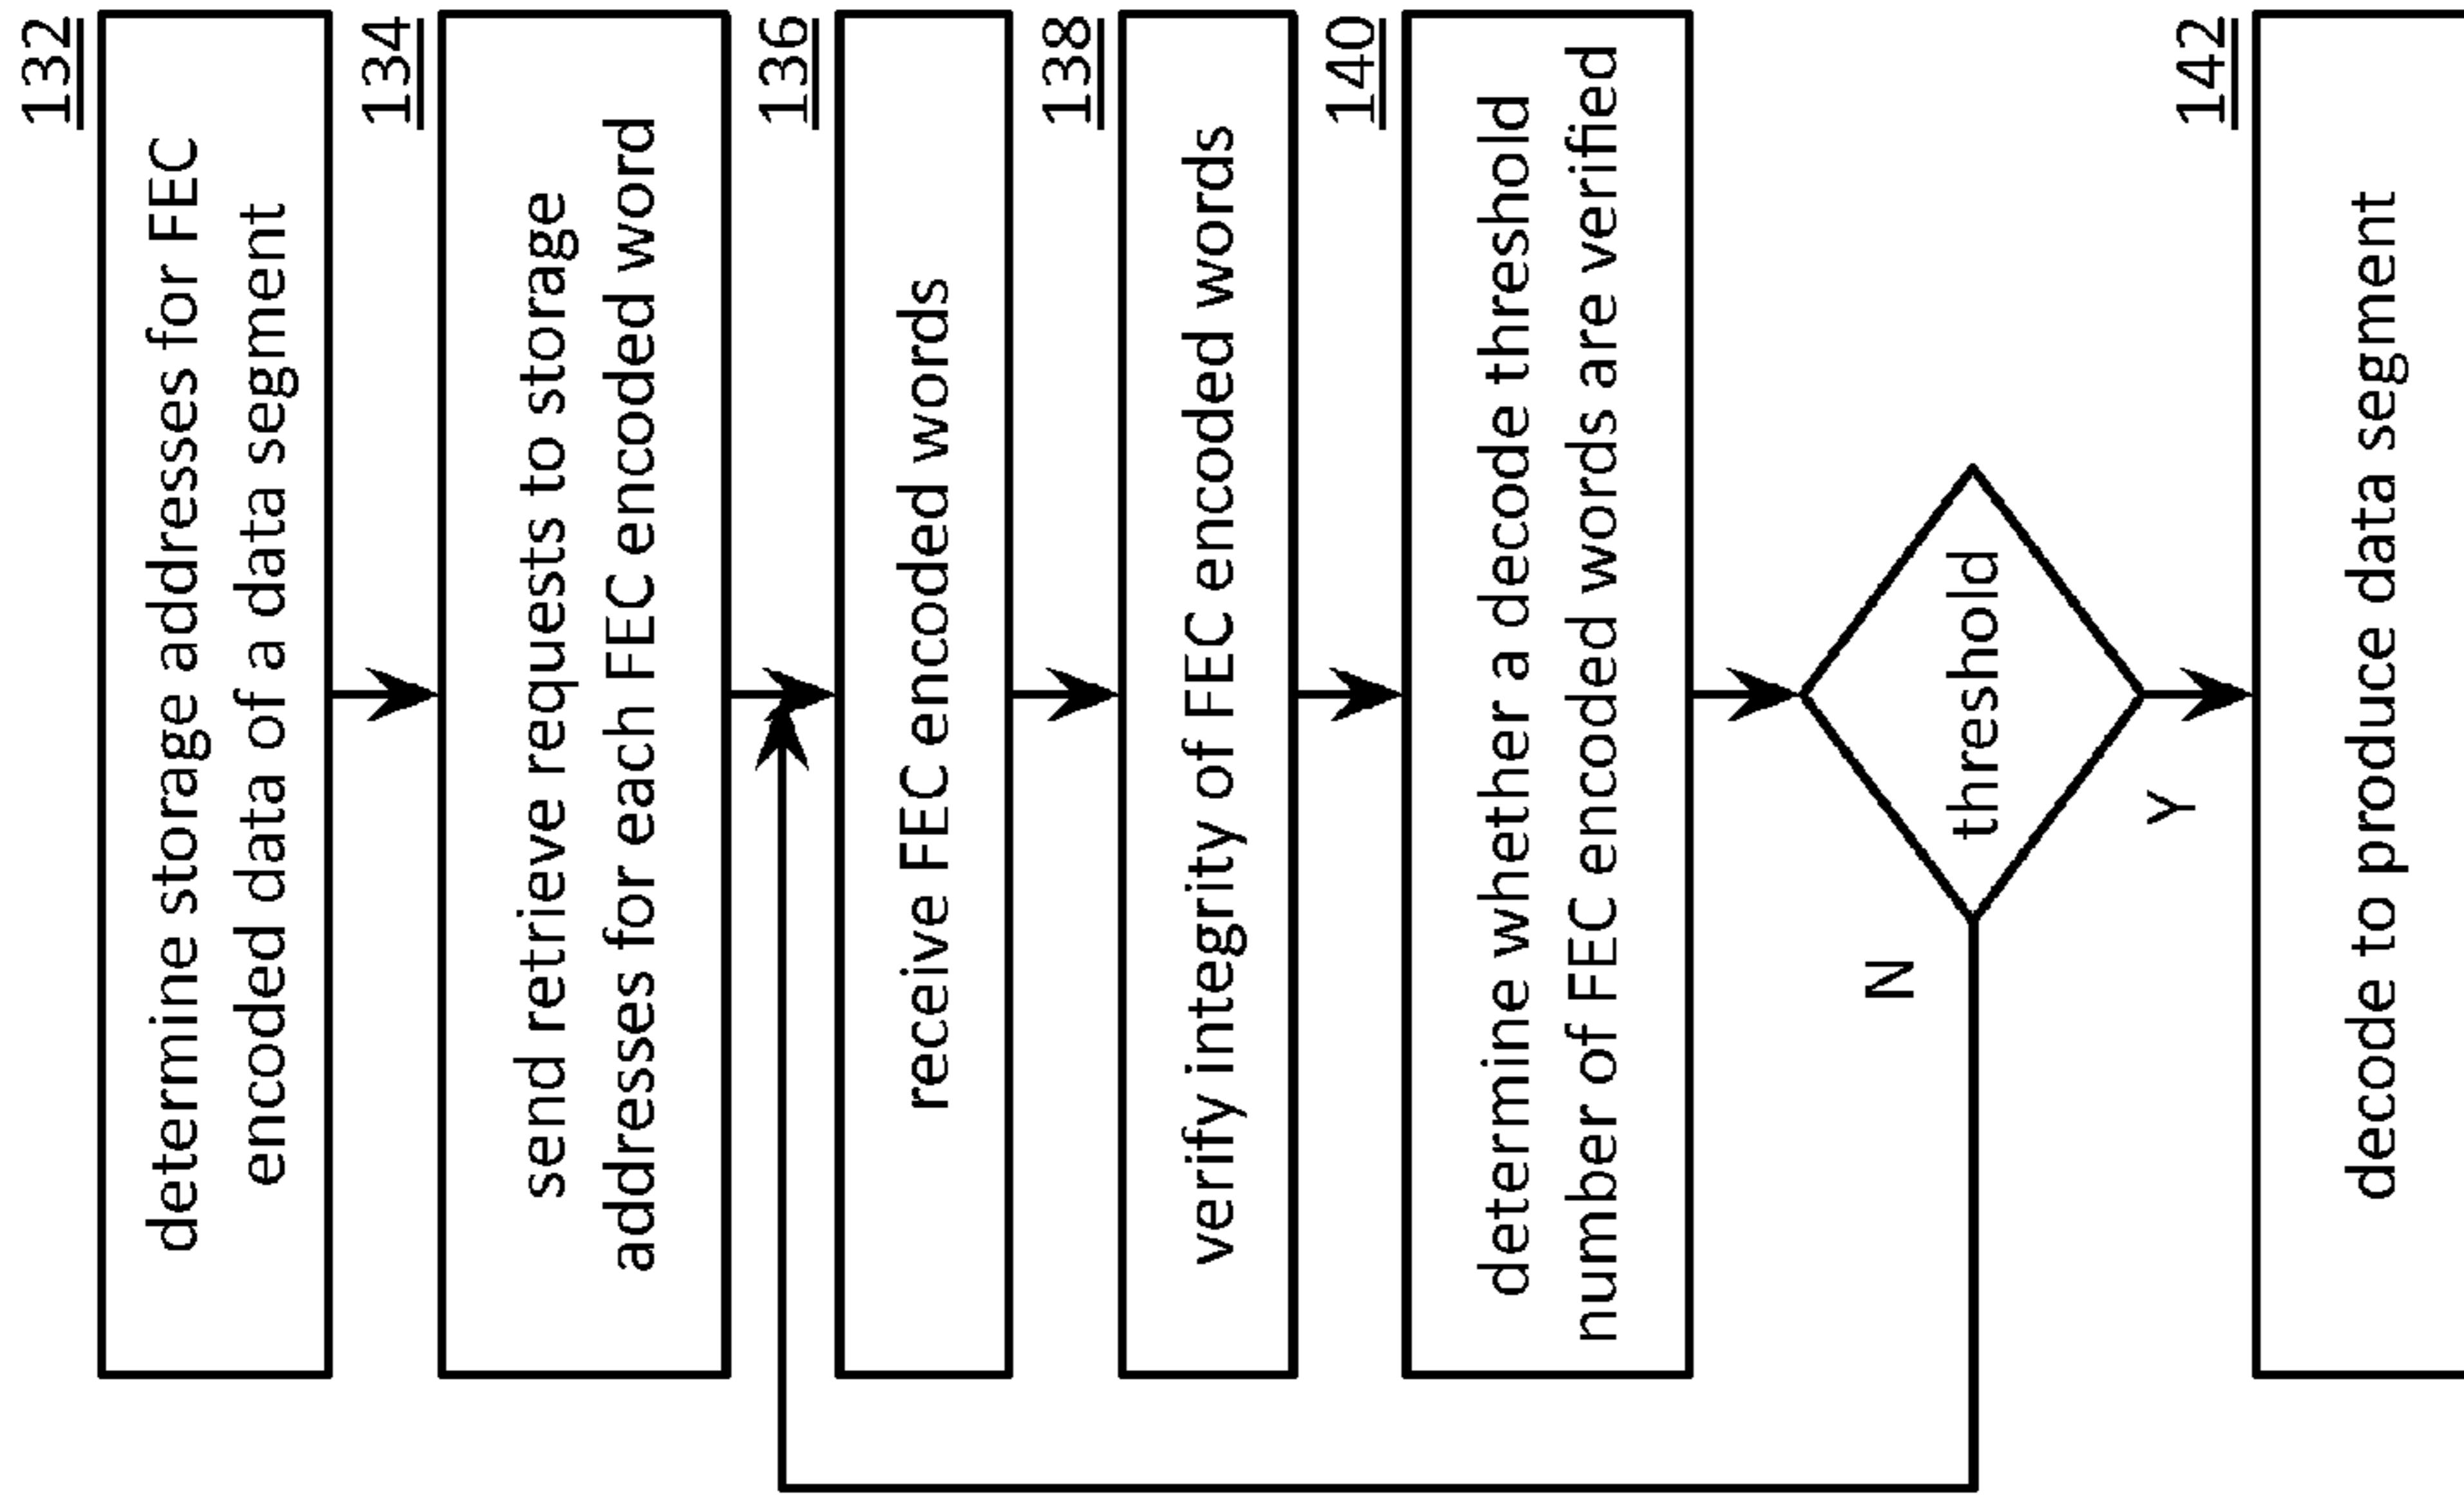 132
determine storage addresses for FEC
encoded data of a data segment
134
send retrieve requests to storage
addresses for each FEC encoded word
136
receive FEC encoded words
138
verify integrity of FEC encoded words
140
determine whether a decode threshold
number of FEC encoded words are verified
threshold
N
Y
142
decode to produce data segment